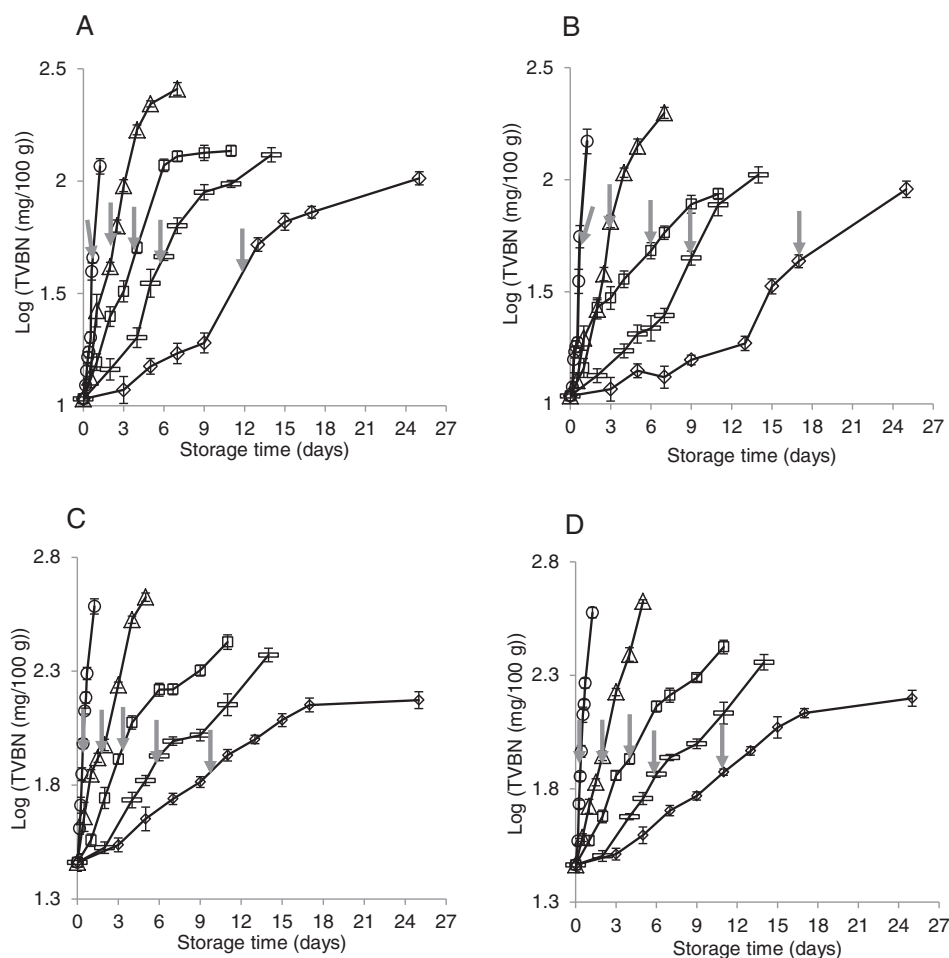 A
Log (TVBN (mg/100 g))
2.5
2
1.5
1
0 3 6 9 12 15 18 21 24 27
Storage time (days)
B
Log (TVBN (mg/100 g))
2.5
2
1.5
1
0 3 6 9 12 15 18 21 24 27
Storage time (days)
C
Log (TVBN (mg/100 g))
2.8
2.3
1.8
1.3
0 3 6 9 12 15 18 21 24 27
Storage time (days)
D
Log (TVBN (mg/100 g))
2.8
2.3
1.8
1.3
0 3 6 9 12 15 18 21 24 27
Storage time (days)